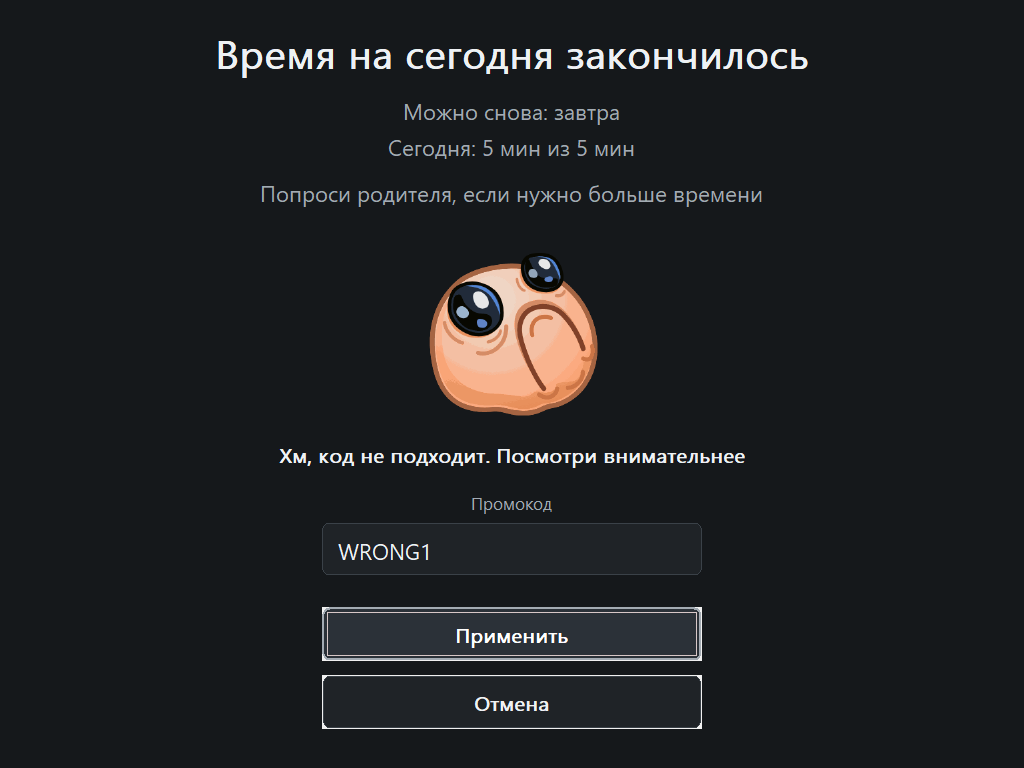 Время на сегодня закончилось
Можно снова: завтра
Сегодня: 5 мин из 5 мин
Попроси родителя, если нужно больше времени
Хм, код не подходит. Посмотри внимательнее
Промокод
WRONG1
Применить
Отмена